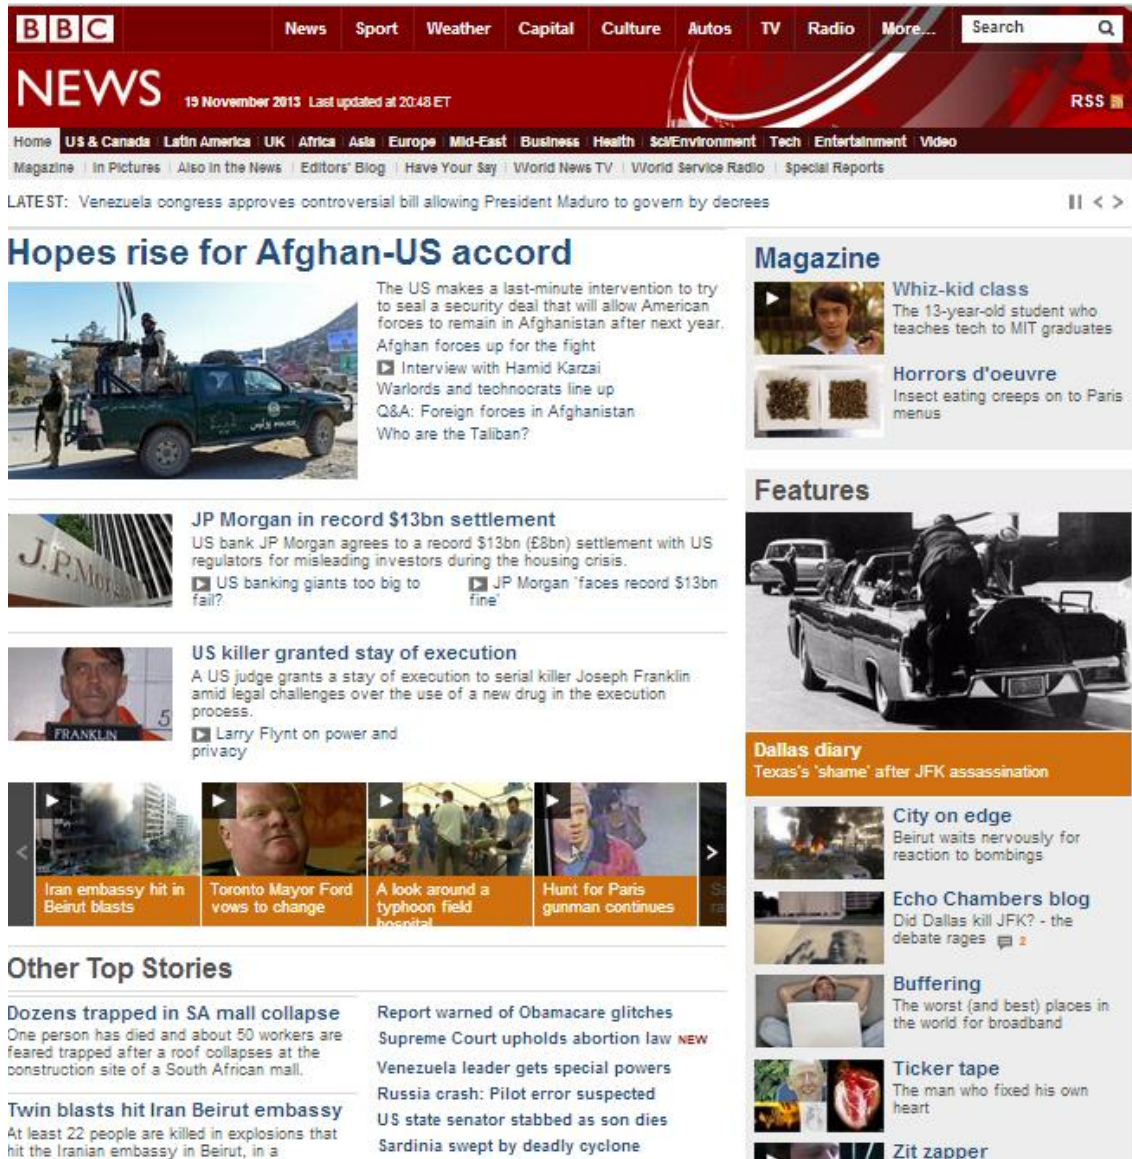 BBC
News Sport Weather Capital Culture Autos TV Radio More... Search
NEWS 19 November 2013 Last updated at 20:48 ET
RSS
Home US & Canada Latin America UK Africa Asia Europe Mid-East Business Health Sci/Environment Tech Entertainment Video
Magazine In Pictures Also in the News Editors' Blog Have Your Say World News TV World Service Radio Special Reports
LATEST: Venezuela congress approves controversial bill allowing President Maduro to govern by decrees
Hopes rise for Afghan-US accord
The US makes a last-minute intervention to try
to seal a security deal that will allow American
forces to remain in Afghanistan after next year.
Afghan forces up for the fight
Interview with Hamid Karzai
Warlords and technocrats line up
Q&A: Foreign forces in Afghanistan
Who are the Taliban?
POLICE
JP Morgan in record $13bn settlement
US bank JP Morgan agrees to a record $13bn (£8bn) settlement with US
regulators for misleading investors during the housing crisis.
US banking giants too big to
fail?
JP Morgan 'faces record $13bn
fine'
J.P.Morgan
US killer granted stay of execution
A US judge grants a stay of execution to serial killer Joseph Franklin
amid legal challenges over the use of a new drug in the execution
process.
Larry Flynt on power and
privacy
5
FRANKLIN
Iran embassy hit in
Beirut blasts
Toronto Mayor Ford
vows to change
A look around a
typhoon field
hospital
Hunt for Paris
gunman continues
Other Top Stories
Dozens trapped in SA mall collapse
One person has died and about 50 workers are
feared trapped after a roof collapses at the
construction site of a South African mall.
Twin blasts hit Iran Beirut embassy
At least 22 people are killed in explosions that
hit the Iranian embassy in Beirut, in a
Report warned of Obamacare glitches
Supreme Court upholds abortion law NEW
Venezuela leader gets special powers
Russia crash: Pilot error suspected
US state senator stabbed as son dies
Sardinia swept by deadly cyclone
Magazine
Whiz-kid class
The 13-year-old student who
teaches tech to MIT graduates
Horrors d'oeuvre
Insect eating creeps on to Paris
menus
Features
Dallas diary
Texas's 'shame' after JFK assassination
City on edge
Beirut waits nervously for
reaction to bombings
Echo Chambers blog
Did Dallas kill JFK? - the
debate rages 2
Buffering
The worst (and best) places in
the world for broadband
Ticker tape
The man who fixed his own
heart
Zit zapper